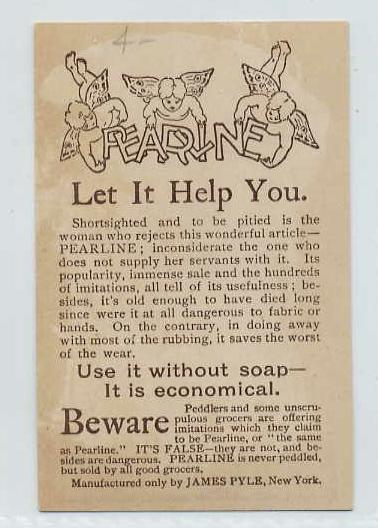 4-
PEARLINE
Let It Help You.
Shortsighted and to be pitied is the
woman who rejects this wonderful article—
PEARLINE; inconsiderate the one who
does not supply her servants with it. Its
popularity, immense sale and the hundreds
of imitations, all tell of its usefulness; be-
sides, it's old enough to have died long
since were it at all dangerous to fabric or
hands. On the contrary, in doing away
with most of the rubbing, it saves the worst
of the wear.
Use it without soap—
It is economical.
Beware Peddlers and some unscru-
pulous grocers are offering
imitations which they claim
to be Pearline, or "the same
as Pearline." IT'S FALSE—they are not, and be-
sides are dangerous. PEARLINE is never peddled,
but sold by all good grocers.
Manufactured only by JAMES PYLE, New York.